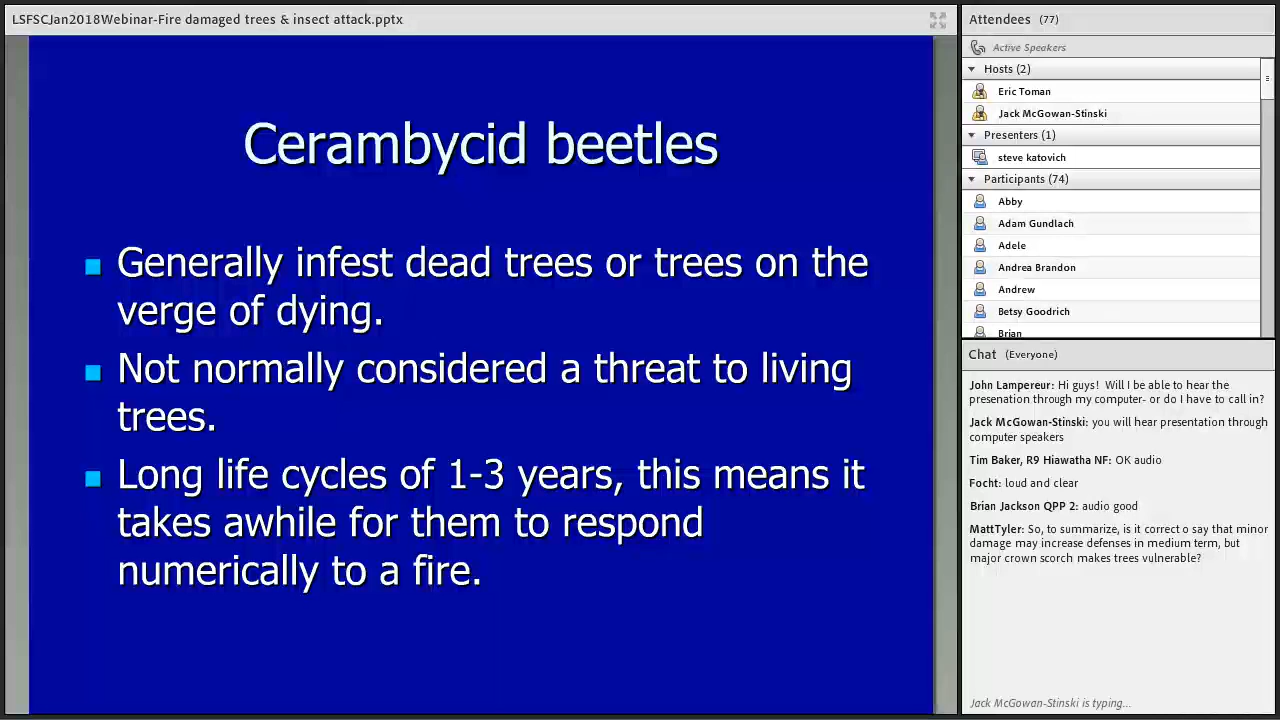 LSFSCJan2018Webinar-Fire damaged trees & insect attack.pptx
Cerambycid beetles
Generally infest dead trees or trees on the
verge of dying.
Not normally considered a threat to living
trees.
Long life cycles of 1-3 years, this means it
takes awhile for them to respond
numerically to a fire.
Attendees (77)
Active Speakers
Hosts (2)
Eric Toman
Jack McGowan-Stinski
Presenters (1)
steve katovich
Participants (74)
Abby
Adam Gundlach
Adele
Andrea Brandon
Andrew
Betsy Goodrich
Brian
Chat (Everyone)
John Lampereur: Hi guys! Will I be able to hear the
presenation through my computer- or do I have to call in?
Jack McGowan-Stinski: you will hear presentation through
computer speakers
Tim Baker, R9 Hiawatha NF: OK audio
Focht: loud and clear
Brian Jackson QPP 2: audio good
MattTyler: So, to summarize, is it correct o say that minor
damage may increase defenses in medium term, but
major crown scorch makes trees vulnerable?
Jack McGowan-Stinski is typing...